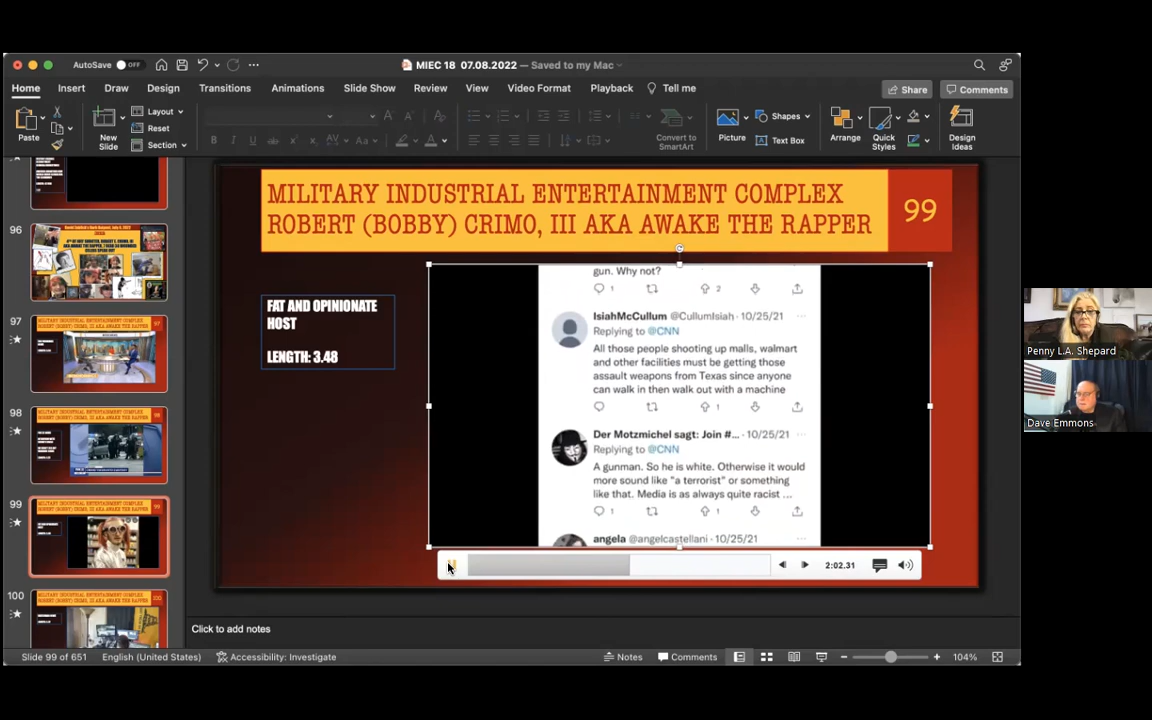 AutoSave OFF
MIEC 18 07.08.2022 — Saved to my Mac
Home Insert Draw Design Transitions Animations Slide Show Review View Video Format Playback Tell me
Share Comments
Paste
New
Slide
Layout
Reset
Section
Convert to
SmartArt
Picture
Shapes
Text Box
Arrange
Quick
Styles
Design
Ideas
96
97
98
99
100
MILITARY INDUSTRIAL ENTERTAINMENT COMPLEX
ROBERT (BOBBY) CRIMO, III AKA AWAKE THE RAPPER
99
FAT AND OPINIONATE
HOST
LENGTH: 3.48
gun. Why not?
1 2
IsiahMcCullum @CullumIsiah · 10/25/21
Replying to @CNN
All those people shooting up malls, walmart
and other facilities must be getting those
assault weapons from Texas since anyone
can walk in then walk out with a machine
1
Der Motzmichel sagt: Join #... · 10/25/21
Replying to @CNN
A gunman. So he is white. Otherwise it would
more sound like "a terrorist" or something
like that. Media is as always quite racist ...
1 1
angela @angelcastellani · 10/25/21
2:02.31
Click to add notes
Slide 99 of 651 English (United States) Accessibility: Investigate
Notes Comments 104%
Penny L.A. Shepard
Dave Emmons